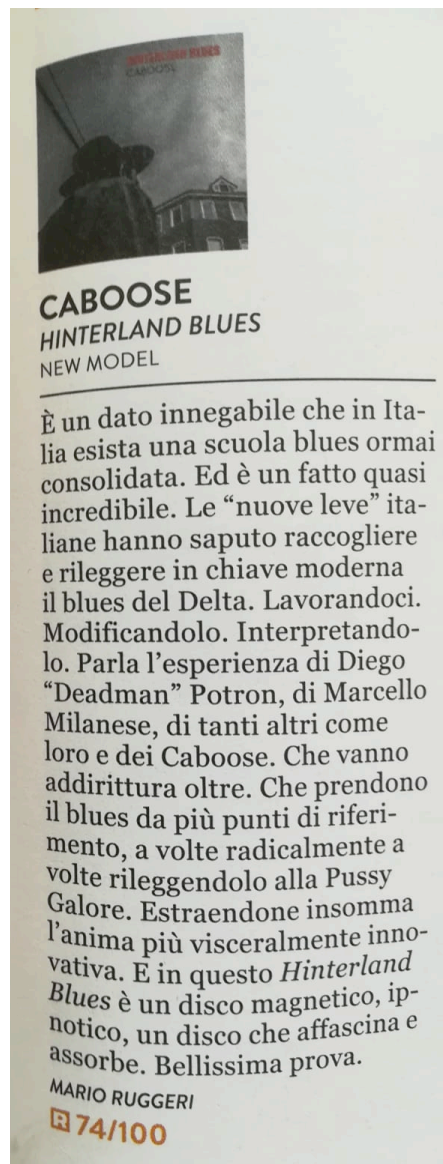 HINTERLAND BLUES
CABOOSE
CABOOSE
HINTERLAND BLUES
NEW MODEL
È un dato innegabile che in Ita-
lia esista una scuola blues ormai
consolidata. Ed è un fatto quasi
incredibile. Le “nuove leve” ita-
liane hanno saputo raccogliere
e rileggere in chiave moderna
il blues del Delta. Lavorandoci.
Modificandolo. Interpretando-
lo. Parla l’esperienza di Diego
“Deadman” Potron, di Marcello
Milanese, di tanti altri come
loro e dei Caboose. Che vanno
addirittura oltre. Che prendono
il blues da più punti di riferi-
mento, a volte radicalmente a
volte rileggendolo alla Pussy
Galore. Estraendone insomma
l’anima più visceralmente inno-
vativa. E in questo Hinterland
Blues è un disco magnetico, ip-
notico, un disco che affascina e
assorbe. Bellissima prova.
MARIO RUGGERI
R 74/100